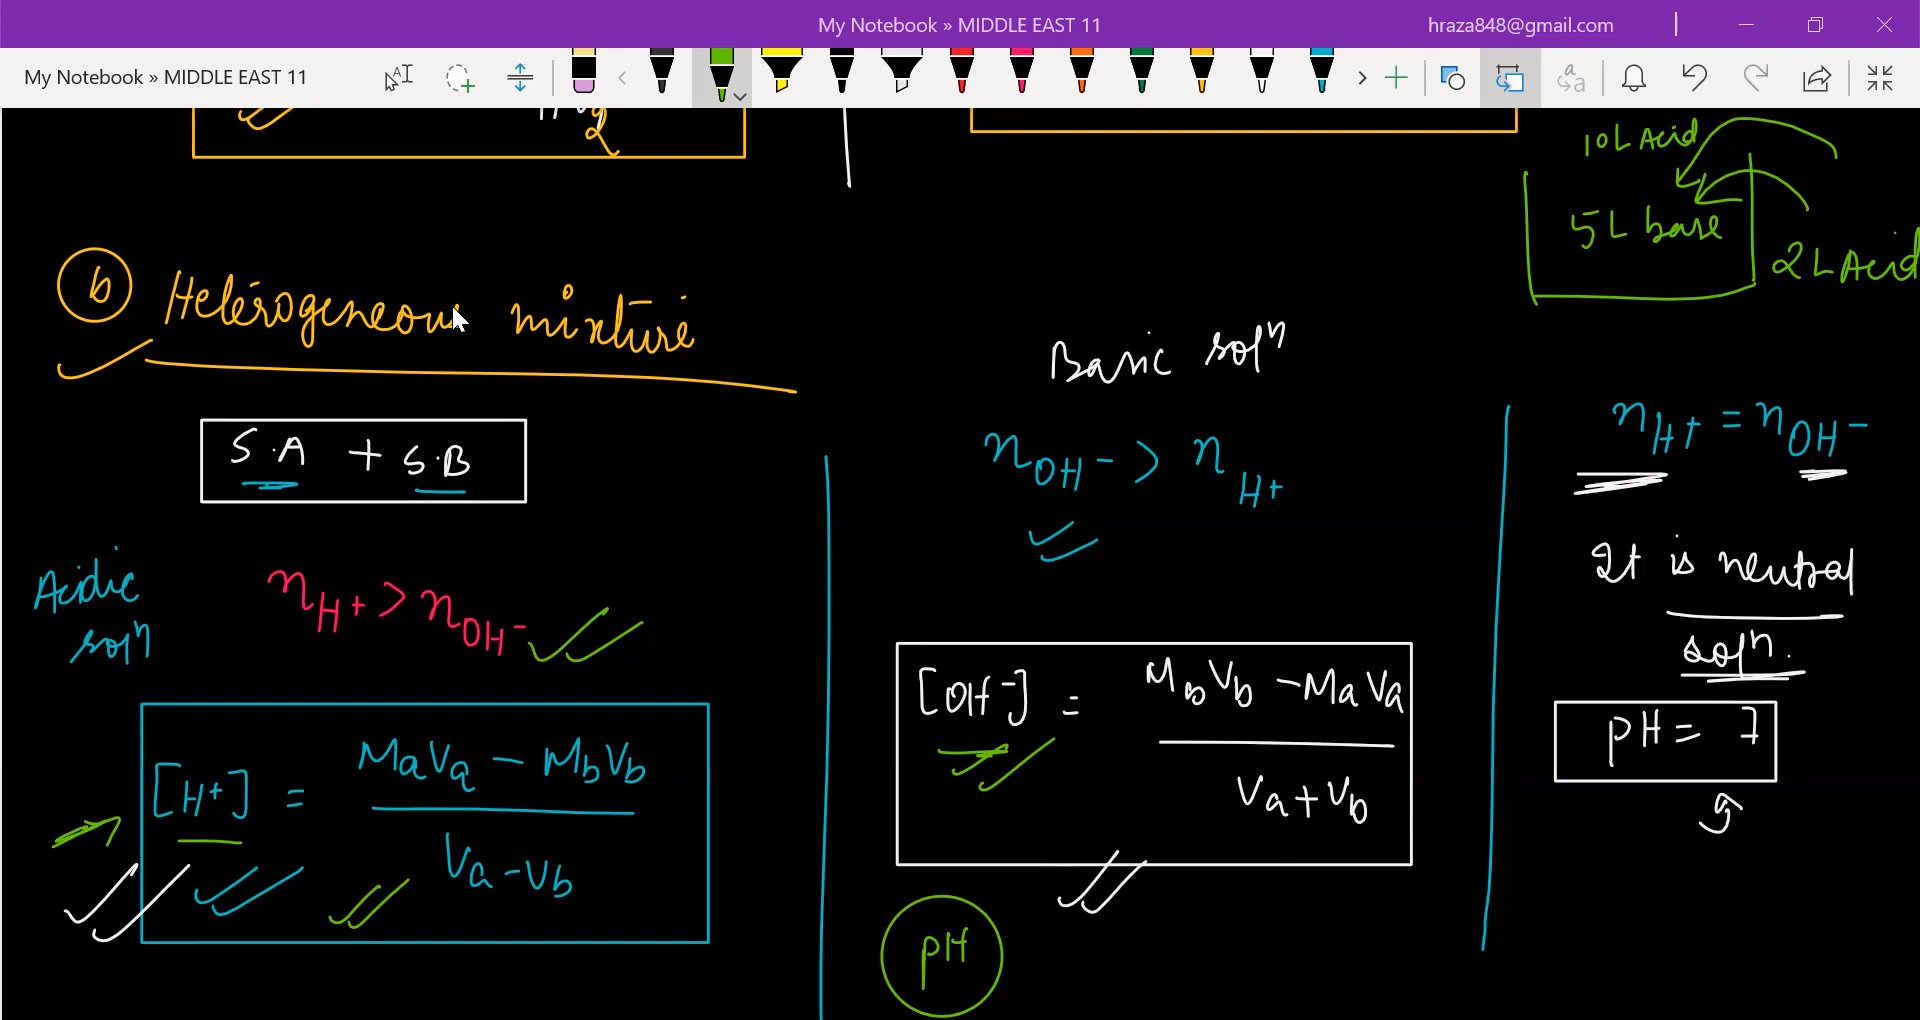 My Notebook » MIDDLE EAST 11
hraza848@gmail.com
My Notebook » MIDDLE EAST 11
10L Acid
5L base
2L Acid
b Heterogeneous mixture
S.A + S.B
Acidic solⁿ
nH+ > nOH-
[H+] = MaVa - MbVb
Va - Vb
Basic solⁿ
nOH- > nH+
[OH-] = MbVb - MaVa
Va + Vb
pH
nH+ = nOH-
It is neutral
solⁿ.
pH = 7